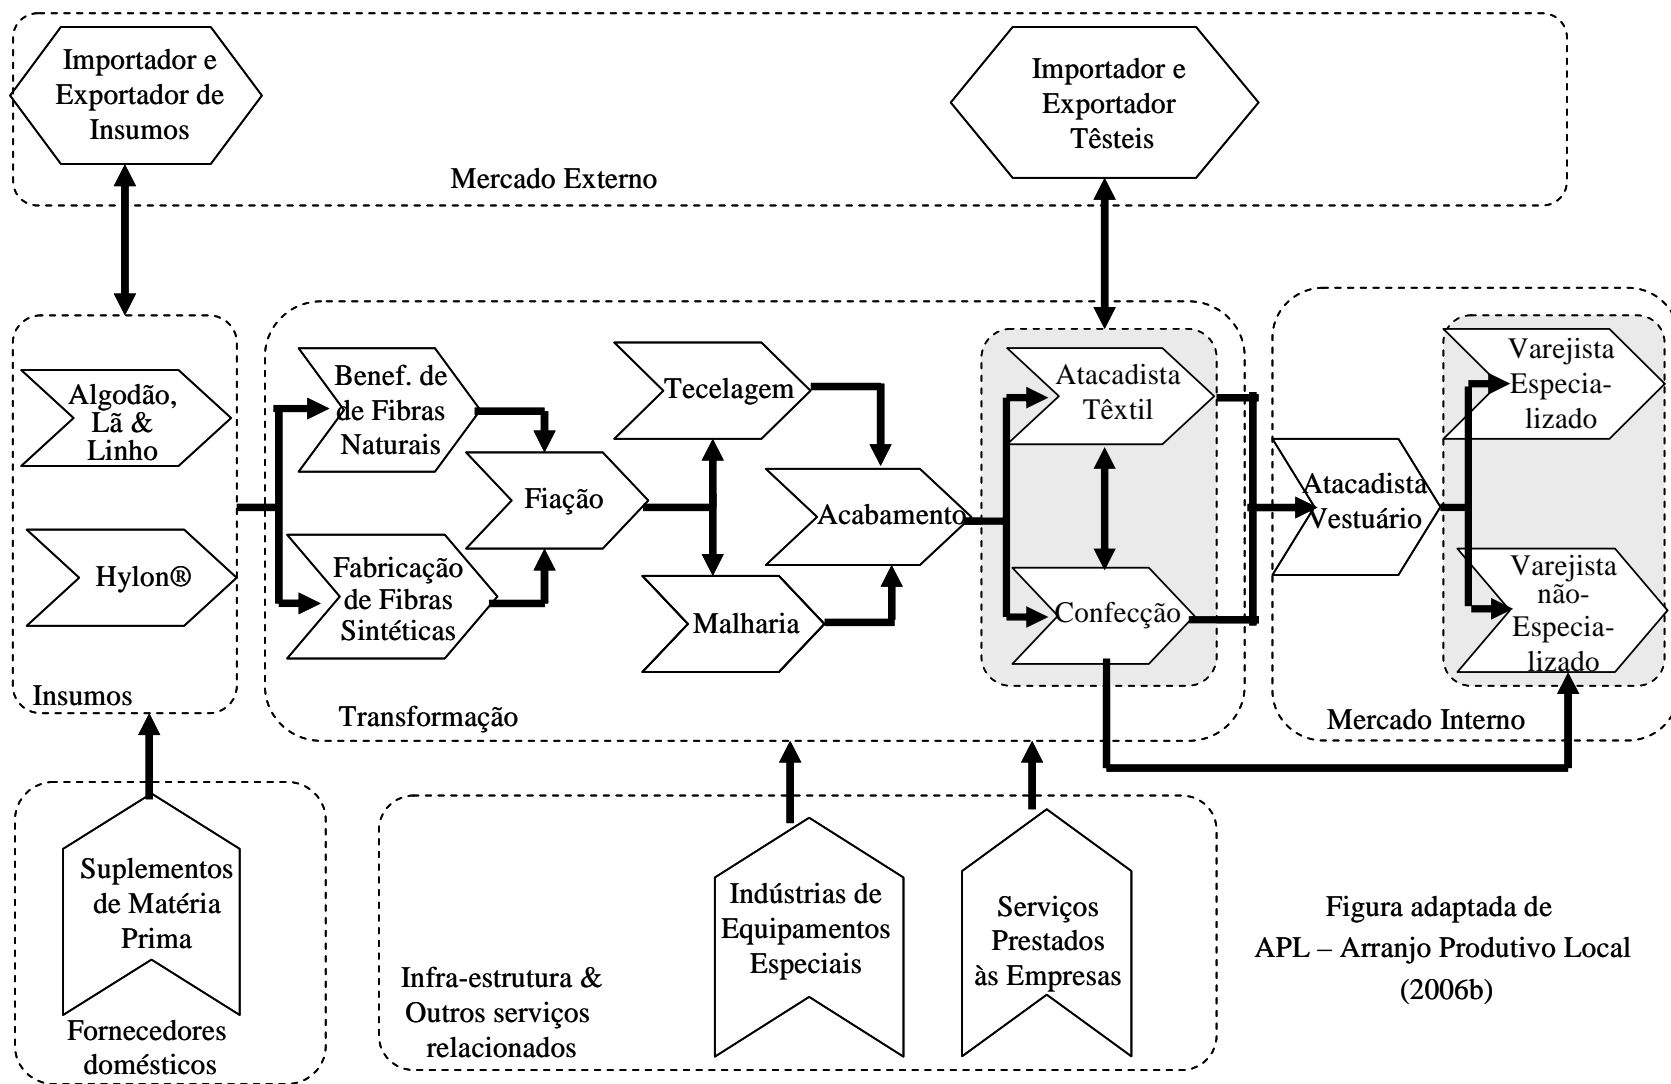 Importador e
Exportador de
Insumos
Importador e
Exportador
Têsteis
Mercado Externo
Algodão,
Lã &
Linho
Hylon®
Insumos
Benef. de
de Fibras
Naturais
Fabricação
de Fibras
Sintéticas
Fiação
Tecelagem
Malharia
Acabamento
Atacadista
Têxtil
Confecção
Transformação
Atacadista
Vestuário
Varejista
Especia-
lizado
Varejista
não-
Especia-
lizado
Mercado Interno
Suplementos
de Matéria
Prima
Fornecedores
domésticos
Infra-estrutura &
Outros serviços
relacionados
Indústrias de
Equipamentos
Especiais
Serviços
Prestados
às Empresas
Figura adaptada de
APL – Arranjo Produtivo Local
(2006b)